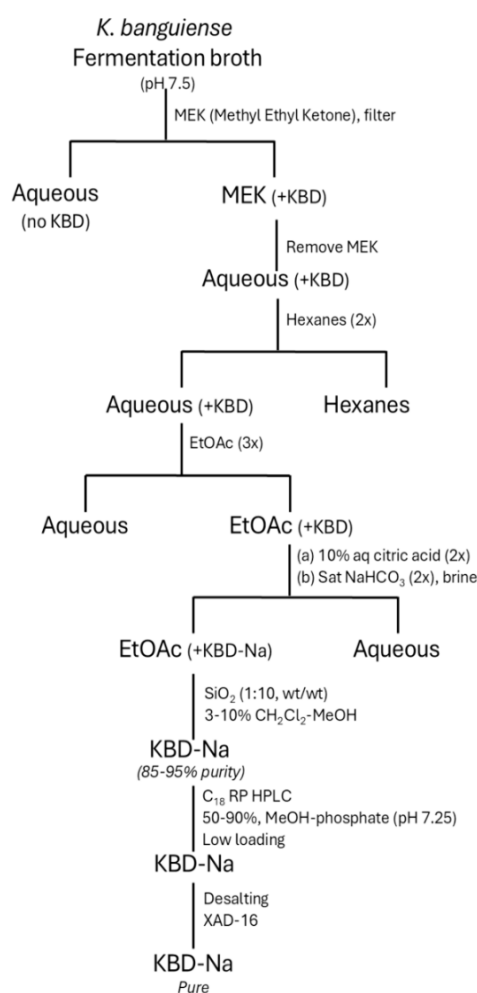 K. banguiense
Fermentation broth
(pH 7.5)
MEK (Methyl Ethyl Ketone), filter
Aqueous
(no KBD)
MEK (+KBD)
Remove MEK
Aqueous (+KBD)
Hexanes (2x)
Aqueous (+KBD)
Hexanes
EtOAc (3x)
Aqueous
EtOAc (+KBD)
(a) 10% aq citric acid (2x)
(b) Sat NaHCO₃ (2x), brine
EtOAc (+KBD-Na)
Aqueous
SiO₂ (1:10, wt/wt)
3-10% CH₂Cl₂-MeOH
KBD-Na
(85-95% purity)
C₁₈ RP HPLC
50-90%, MeOH-phosphate (pH 7.25)
Low loading
KBD-Na
Desalting
XAD-16
KBD-Na
Pure